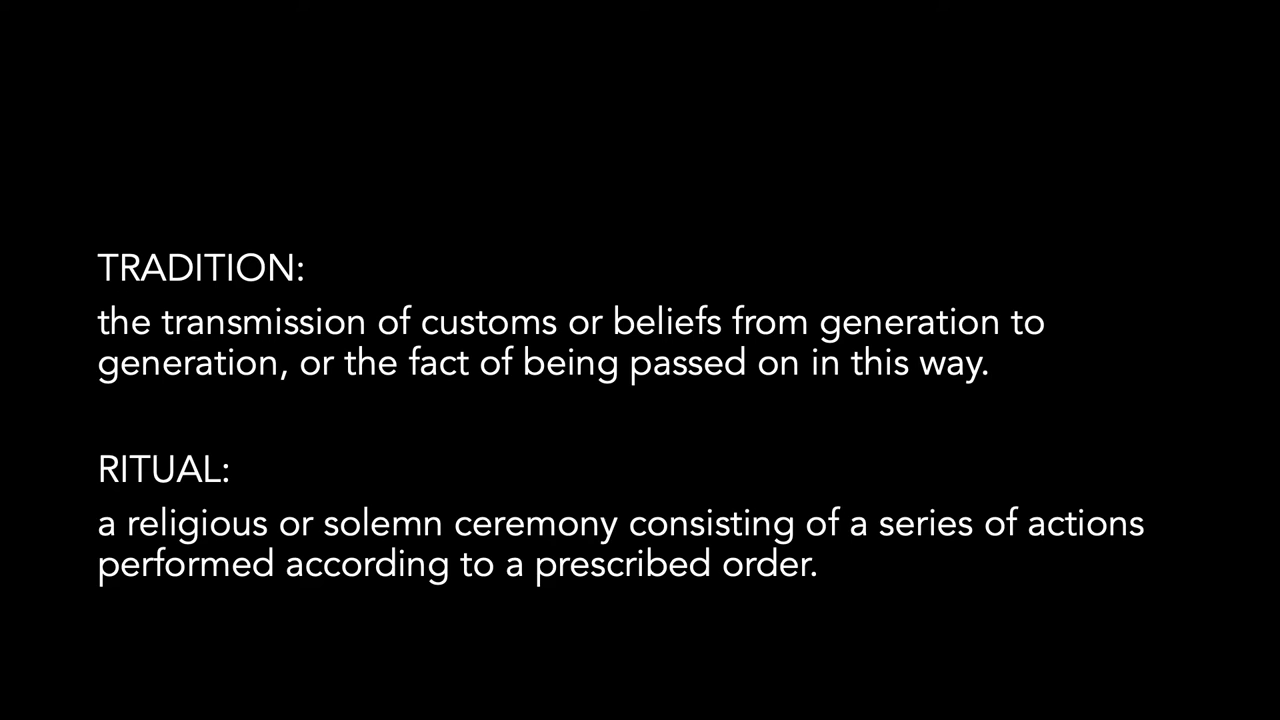 TRADITION:
the transmission of customs or beliefs from generation to
generation, or the fact of being passed on in this way.
RITUAL:
a religious or solemn ceremony consisting of a series of actions
performed according to a prescribed order.